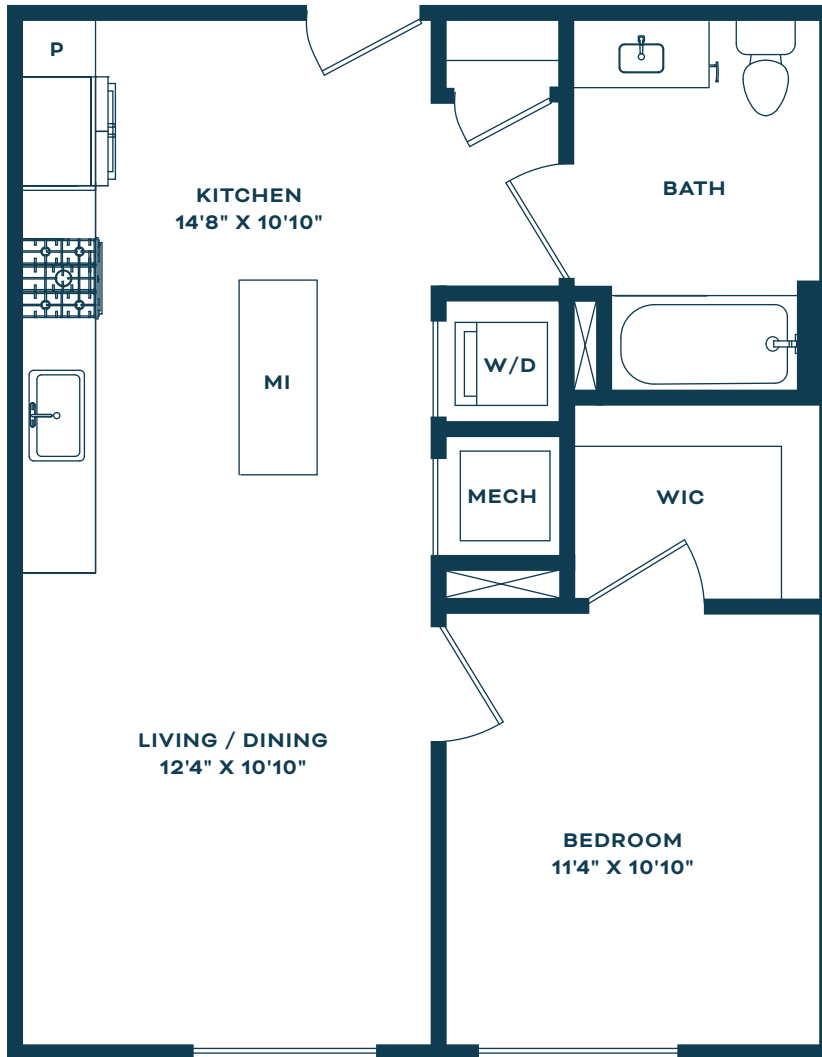 P
KITCHEN
14'8" X 10'10"
BATH
MI
W/D
MECH
WIC
LIVING / DINING
12'4" X 10'10"
BEDROOM
11'4" X 10'10"